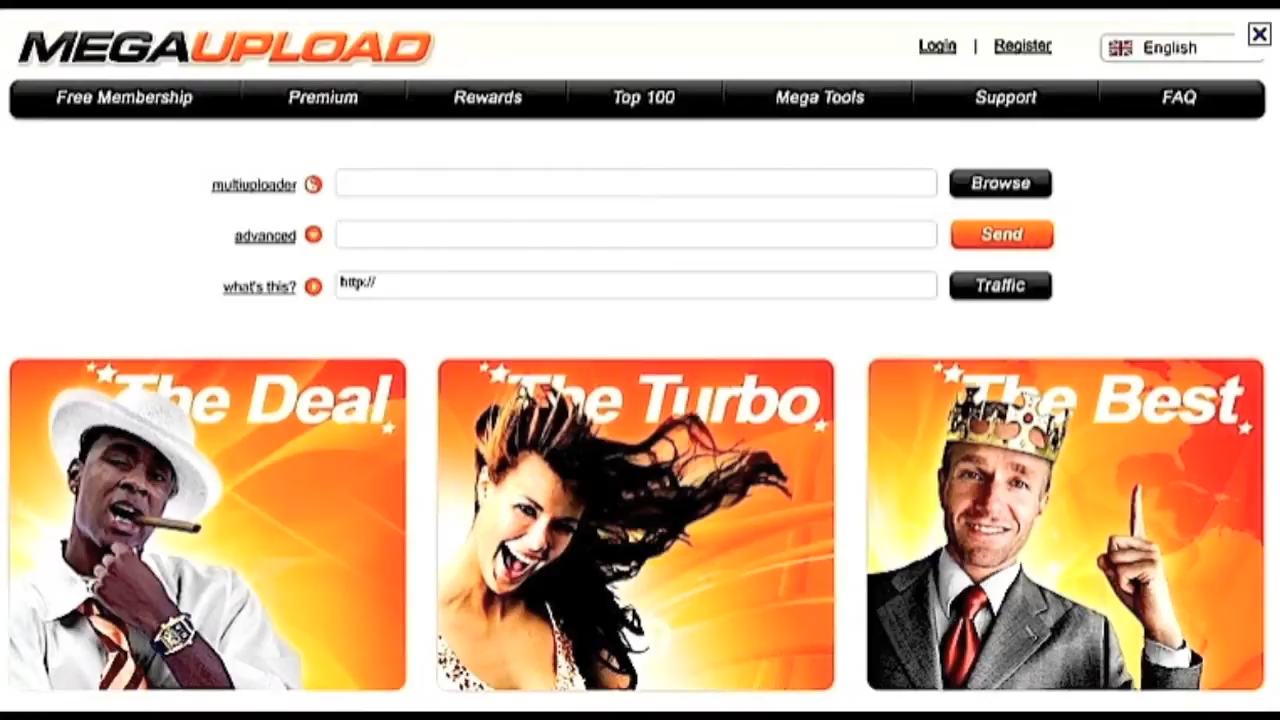 MEGAUPLOAD
Login | Register
English
Free Membership Premium Rewards Top 100 Mega Tools Support FAQ
multiuploader Browse
advanced Send
what's this? http:// Traffic
The Deal The Turbo The Best